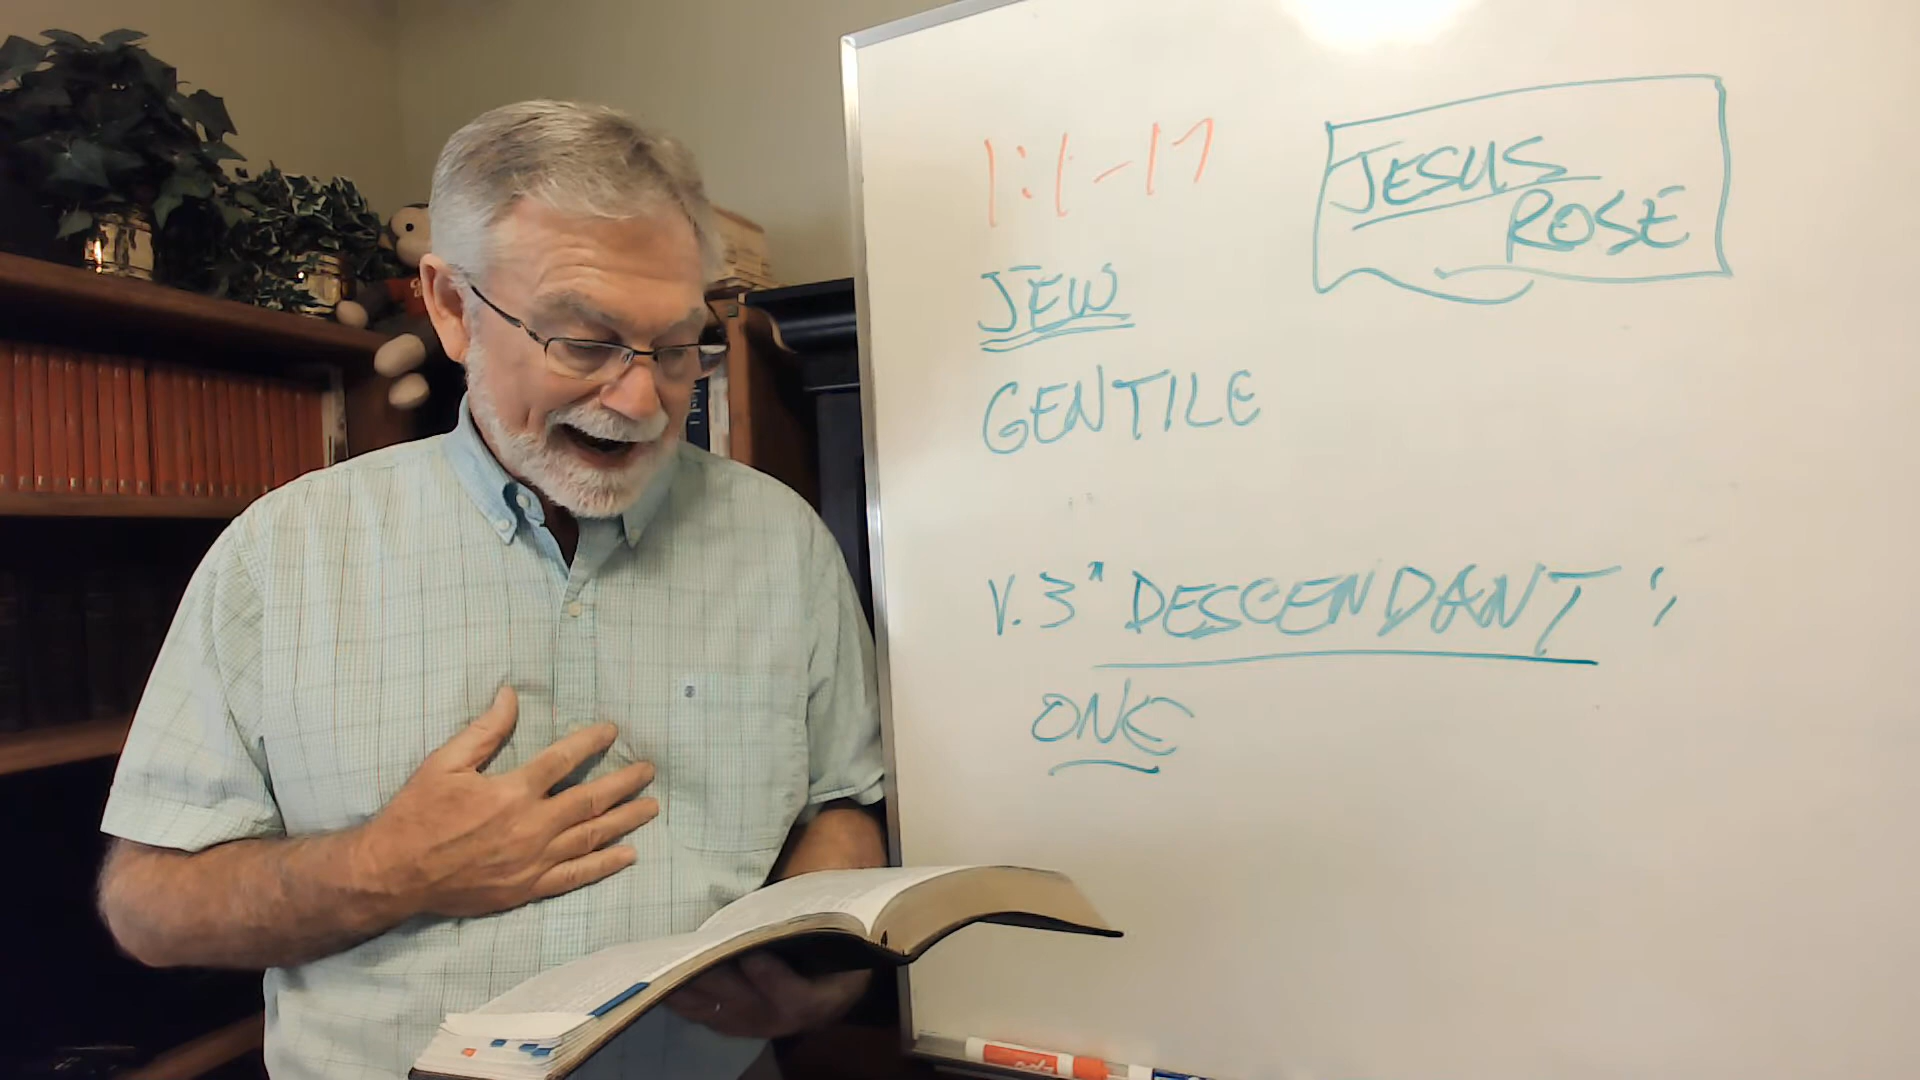 1:1-17
JESUS
ROSE
JEW
GENTILE
V.3 "DESCENDANT";
ONE